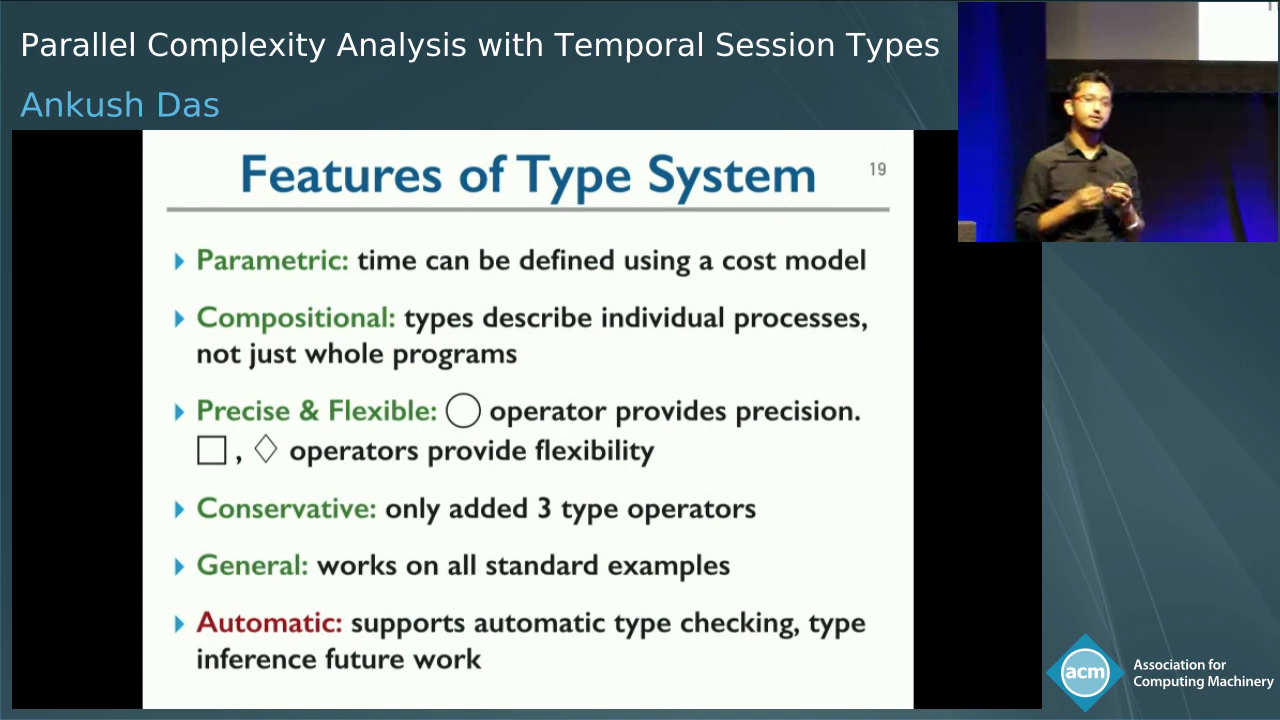 Parallel Complexity Analysis with Temporal Session Types
Ankush Das
Features of Type System
19
Parametric: time can be defined using a cost model
Compositional: types describe individual processes,
not just whole programs
Precise & Flexible: ◯ operator provides precision.
□ , ◇ operators provide flexibility
Conservative: only added 3 type operators
General: works on all standard examples
Automatic: supports automatic type checking, type
inference future work
acm
Association for
Computing Machinery